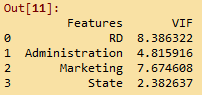 Out[11]:
Features VIF
0 RD 8.386322
1 Administration 4.815916
2 Marketing 7.674608
3 State 2.382637